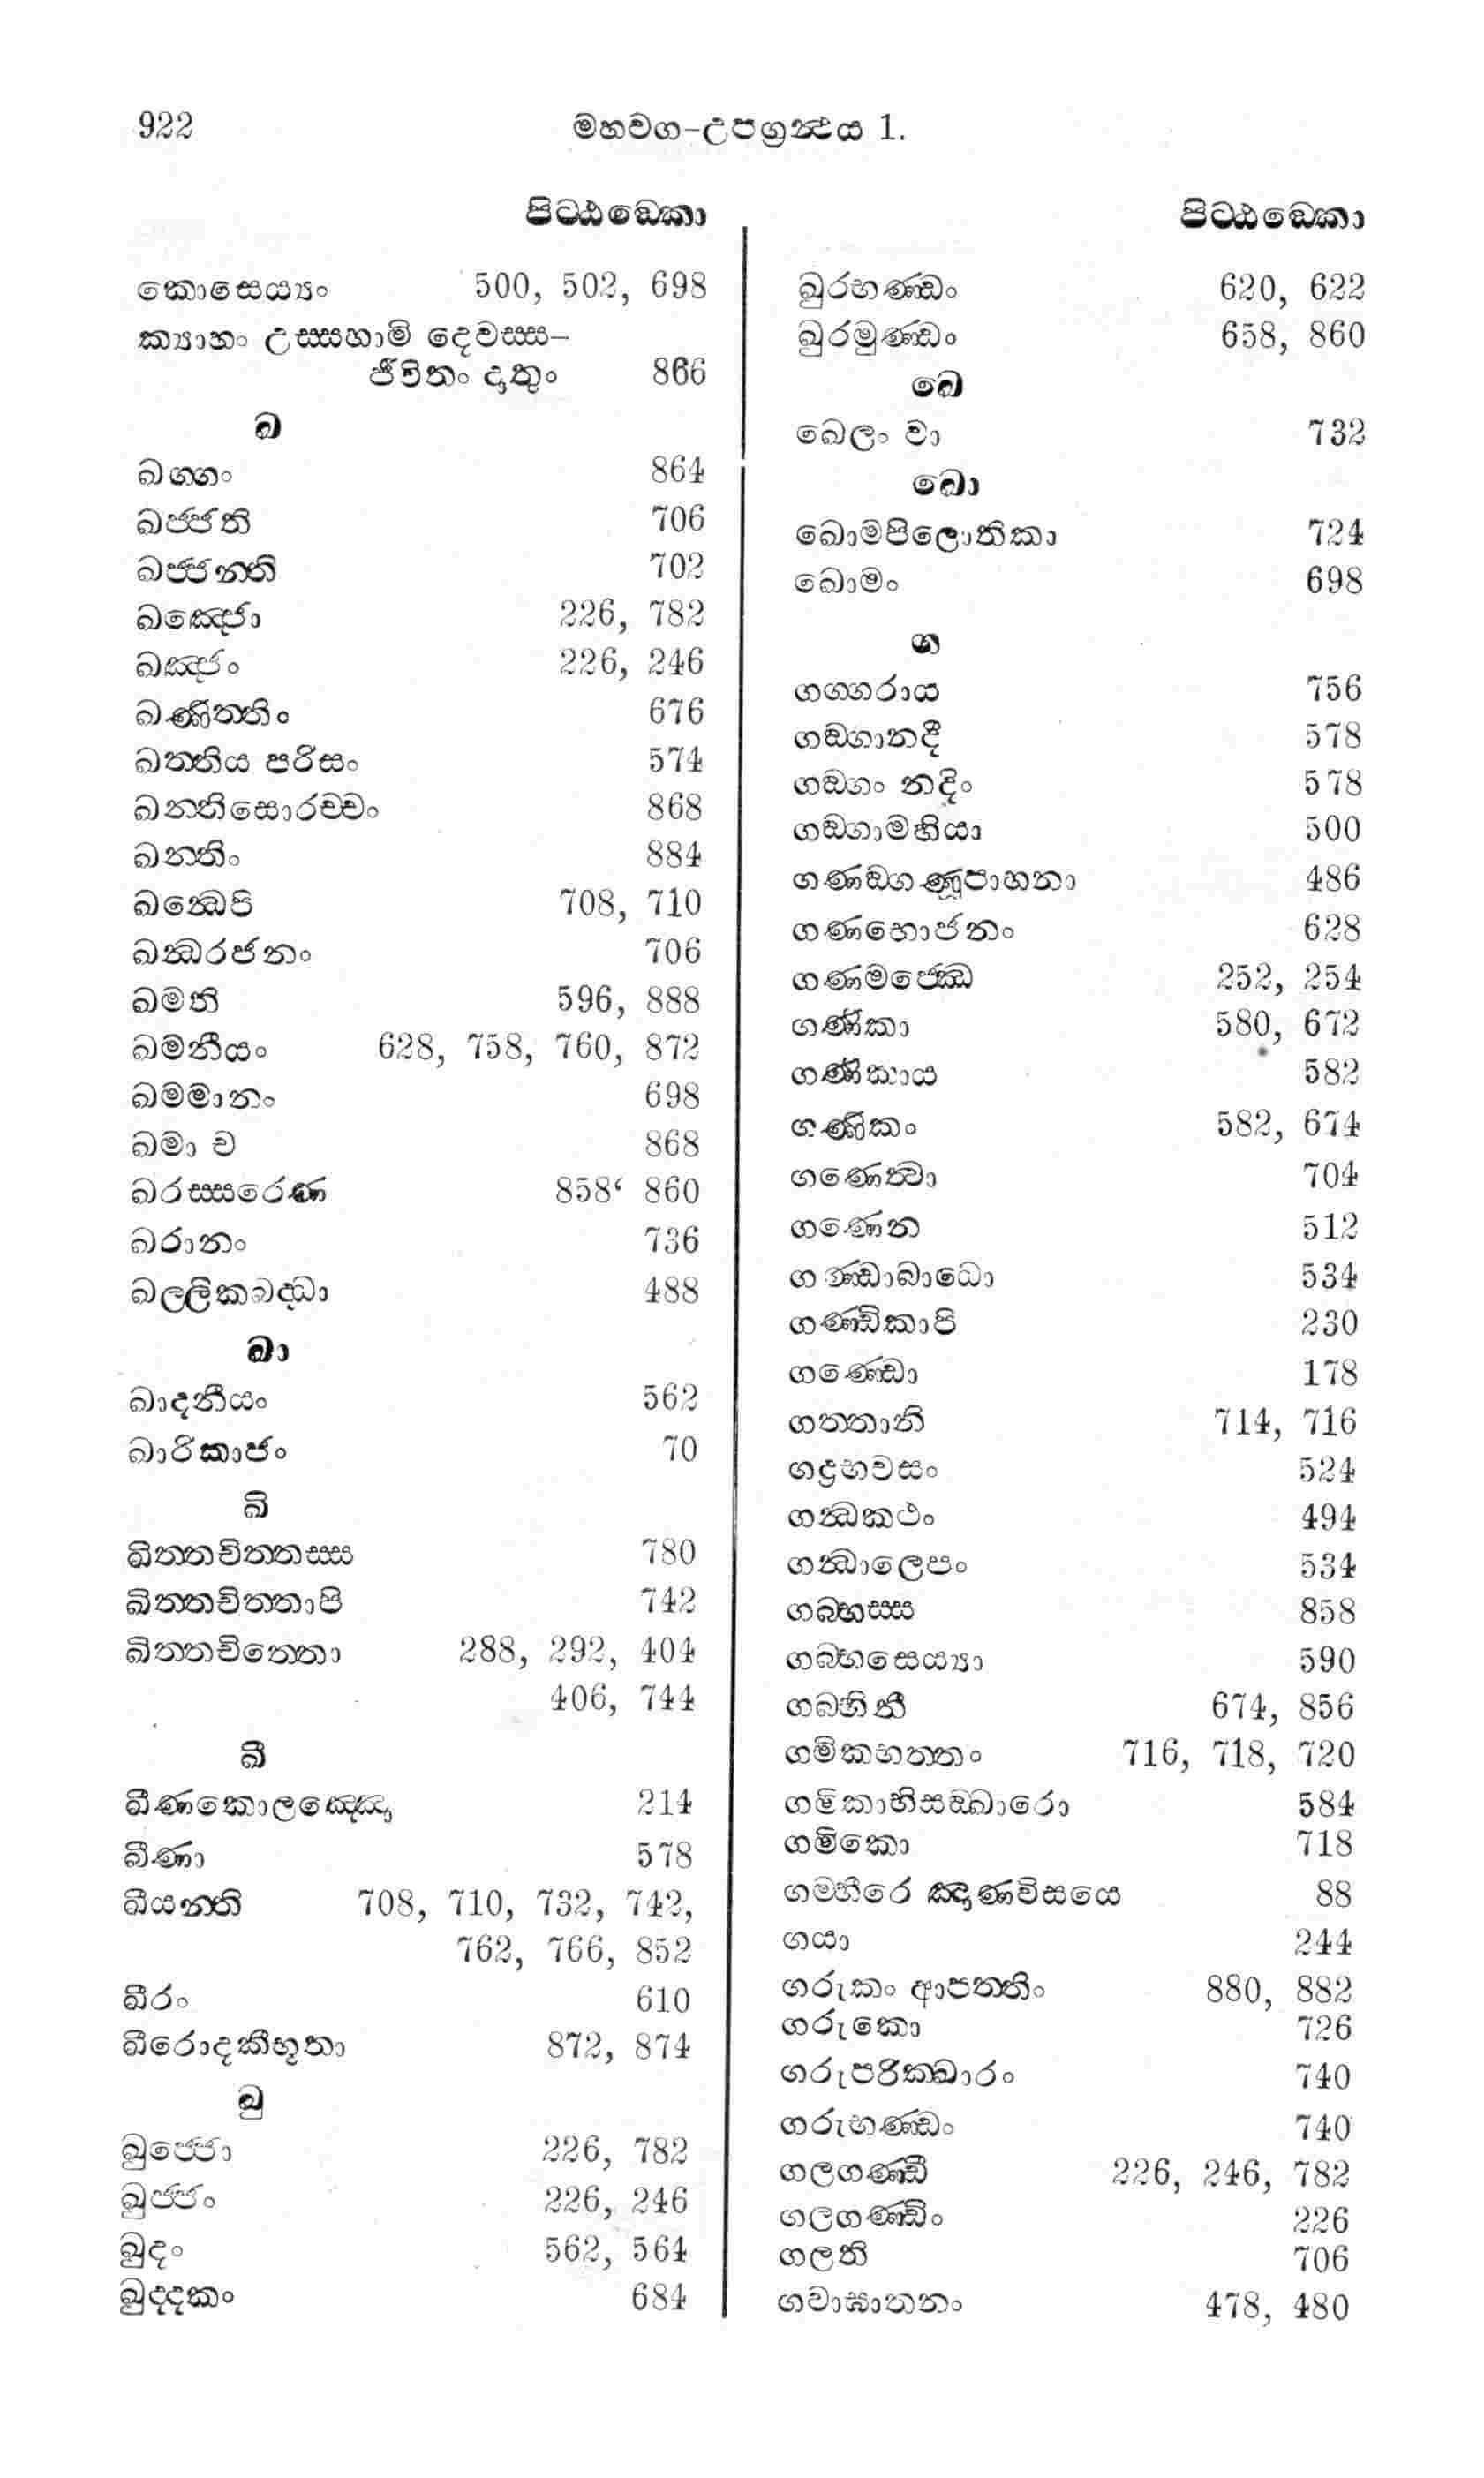 922 මහවග-උපග්‍රන්ථය 1.
පිට්ඨඞ්කො
කොසෙය්‍යං 500, 502, 698
ක්‍යාහං උස්සහාමි දෙවස්ස-
ජීවිතං දාතුං 866
ඛ
ඛග්ගං 864
ඛජ්ජති 706
ඛජ්ජන්ති 702
ඛඤ්ජො 226, 782
ඛඤ්ජං 226, 246
ඛණිත්තිං 676
ඛත්තිය පරිසං 574
ඛන්තිසොරච්චං 868
ඛන්තිං 884
ඛන්ධෙපි 708, 710
ඛන්ධරජනං 706
ඛමති 596, 888
ඛමනීයං 628, 758, 760, 872
ඛමමානං 698
ඛමා ච 868
ඛරස්සරෙණ 858‘ 860
ඛරානං 736
ඛල්ලිකබද්ධා 488
ඛා
ඛාදනීයං 562
ඛාරිකාජං 70
ඛි
ඛිත්තචිත්තස්ස 780
ඛිත්තචිත්තාපි 742
ඛිත්තචිත්තො 288, 292, 404
406, 744
ඛී
ඛීණකොලඤ්ඤො 214
ඛීණා 578
ඛීයන්ති 708, 710, 732, 742,
762, 766, 852
ඛීරං 610
ඛීරොදකීභූතා 872, 874
ඛු
ඛුජ්ජො 226, 782
ඛුජ්ජං 226, 246
ඛුදං 562, 564
ඛුද්දකං 684
පිට්ඨඞ්කො
ඛුරභණ්ඩං 620, 622
ඛුරමුණ්ඩං 658, 860
ඛෙ
ඛෙලං වා 732
ඛො
ඛොමපිලොතිකා 724
ඛොමං 698
ග
ගග්ගරාය 756
ගඞ්ගානදී 578
ගඞ්ගං නදිං 578
ගඞ්ගාමහියා 500
ගණඞ්ගණූපාහනා 486
ගණභොජනං 628
ගණමජ්ඣෙ 252, 254
ගණිකා 580, 672
ගණිකාය 582
ගණිකං 582, 674
ගණෙත්වා 704
ගණෙන 512
ගණ්ඩාබාධො 534
ගණ්ඩිකාපි 230
ගණ්ඩො 178
ගත්තානි 714, 716
ගද්‍රභවසං 524
ගන්ධකථං 494
ගන්ධාලෙපං 534
ගබ්භස්ස 858
ගබ්භසෙය්‍යා 590
ගබ්භිනී 674, 856
ගමිකභත්තං 716, 718, 720
ගමිකාභිසඞ්ඛාරො 584
ගමිකො 718
ගම්භීරෙ ඤාණවිසයෙ 88
ගයා 244
ගරුකං ආපත්තිං 880, 882
ගරුකො 726
ගරුපරික්ඛාරං 740
ගරුභණ්ඩං 740
ගලගණ්ඩී 226, 246, 782
ගලගණ්ඩිං 226
ගලති 706
ගවාඝාතනං 478, 480